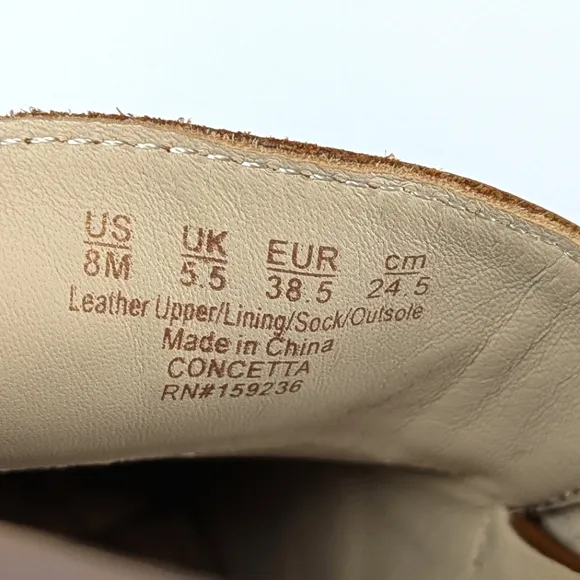 US UK EUR cm
8M 5.5 38.5 24.5
Leather Upper/Lining/Sock/Outsole
Made in China
CONCETTA
RN#159236